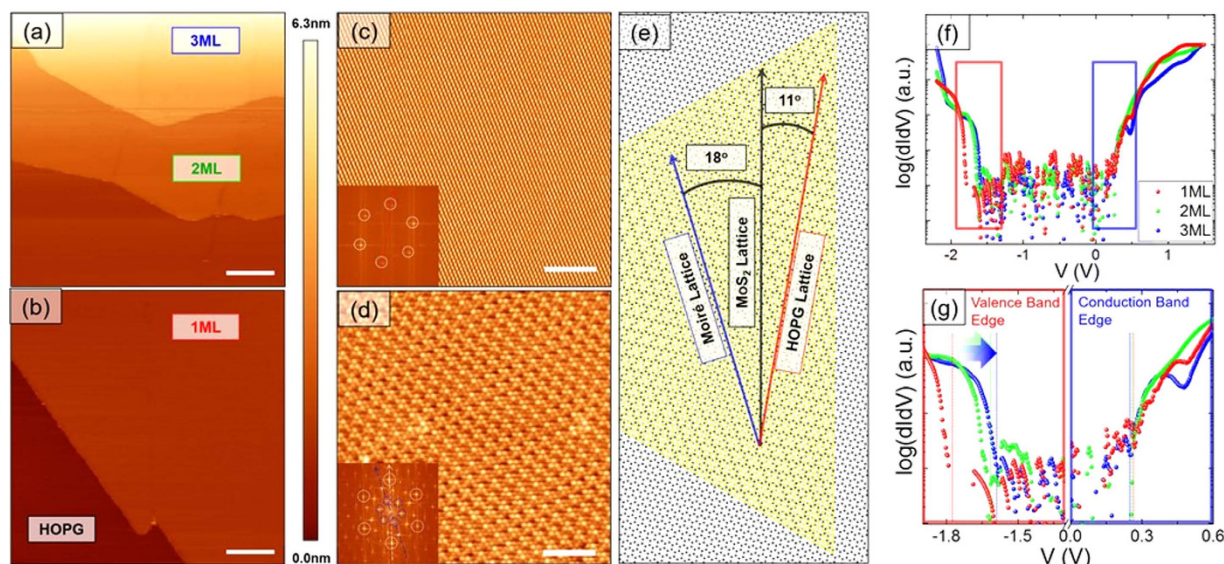 (a)
3ML
2ML
6.3nm
0.0nm
(b)
1ML
HOPG
(c)
(d)
(e)
11°
18°
Moiré Lattice
MoS₂ Lattice
HOPG Lattice
(f)
log(dI/dV) (a.u.)
-2 -1 0 1
V (V)
1ML
2ML
3ML
(g)
Valence Band
Edge
Conduction Band
Edge
log(dI/dV) (a.u.)
-1.8 -1.5 0.0 0.3 0.6
V (V) V (V)